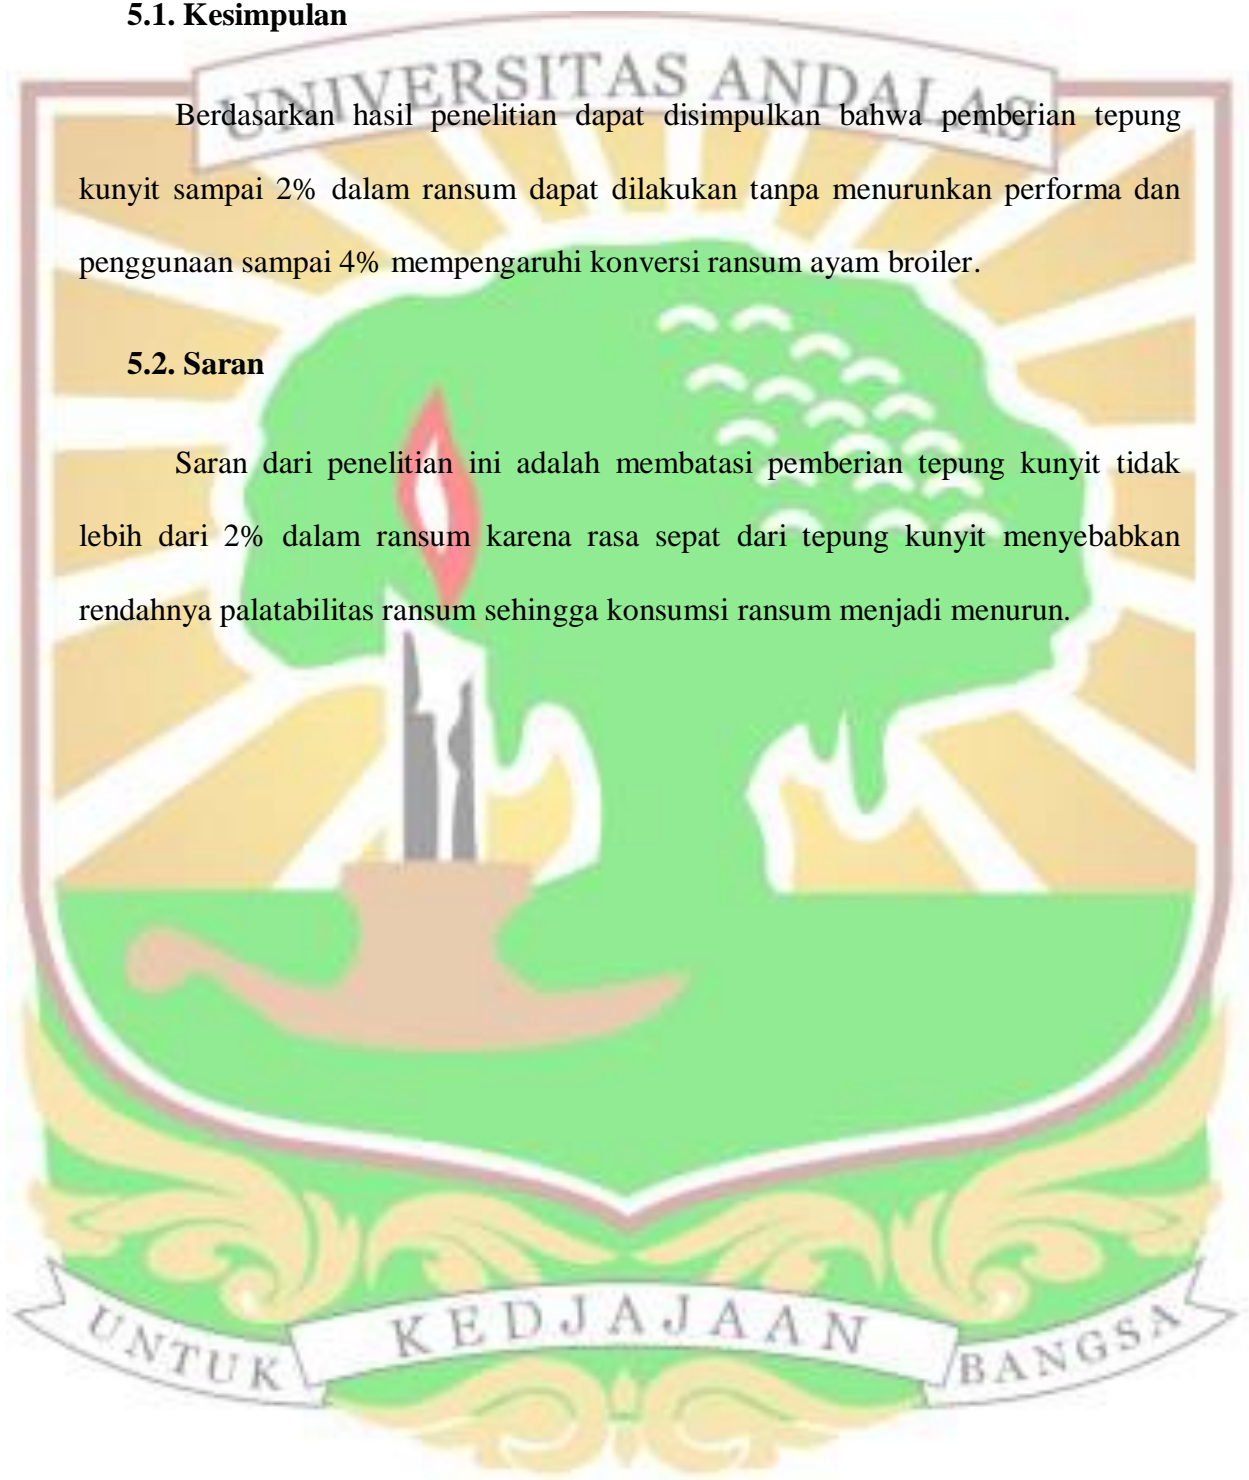 5.1. Kesimpulan
UNIVERSITAS ANDALAS
Berdasarkan hasil penelitian dapat disimpulkan bahwa pemberian tepung
kunyit sampai 2% dalam ransum dapat dilakukan tanpa menurunkan performa dan
penggunaan sampai 4% mempengaruhi konversi ransum ayam broiler.
5.2. Saran
Saran dari penelitian ini adalah membatasi pemberian tepung kunyit tidak
lebih dari 2% dalam ransum karena rasa sepat dari tepung kunyit menyebabkan
rendahnya palatabilitas ransum sehingga konsumsi ransum menjadi menurun.
UNTUK KEDJAJAAN BANGSA